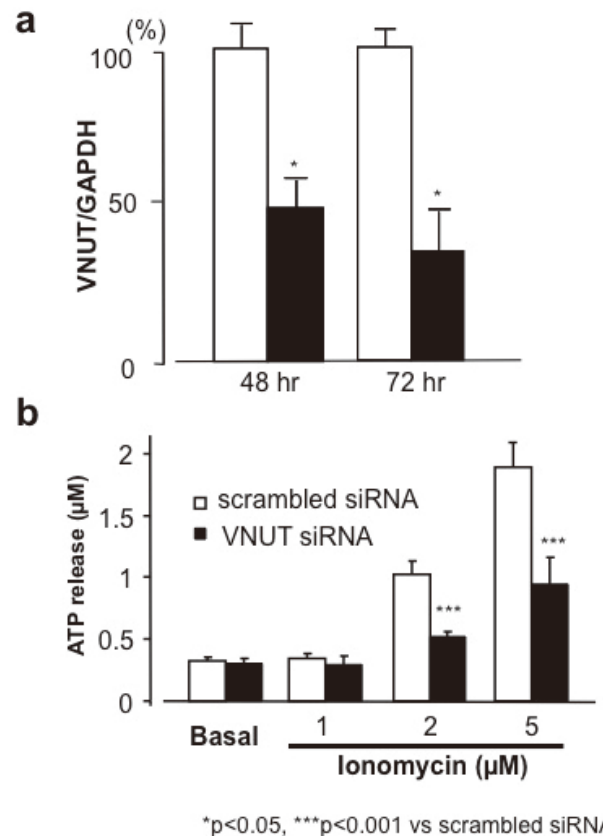 a
(%)
100
50
0
VNUT/GAPDH
*
*
48 hr
72 hr
b
2
1.5
1
0.5
0
ATP release (µM)
scrambled siRNA
VNUT siRNA
***
***
Basal
1
2
5
Ionomycin (µM)
*p<0.05, ***p<0.001 vs scrambled siRNA